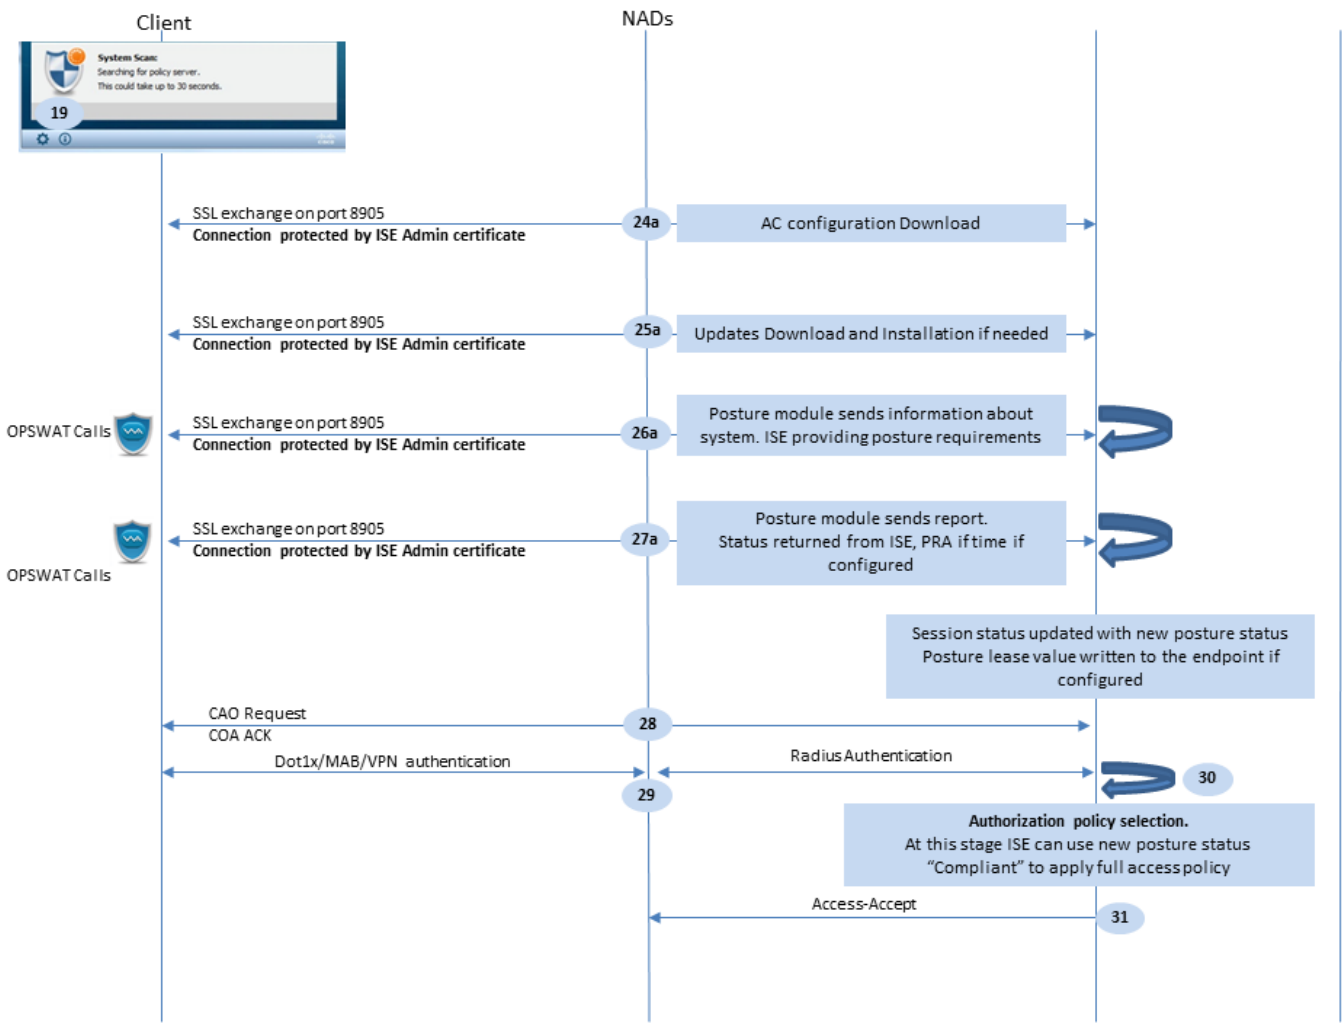 Client
NADs
System Scan:
Searching for policy server.
This could take up to 30 seconds.
19
SSL exchange on port 8905
Connection protected by ISE Admin certificate
24a
AC configuration Download
SSL exchange on port 8905
Connection protected by ISE Admin certificate
25a
Updates Download and Installation if needed
OPSWAT Calls
SSL exchange on port 8905
Connection protected by ISE Admin certificate
26a
Posture module sends information about
system. ISE providing posture requirements
OPSWAT Calls
SSL exchange on port 8905
Connection protected by ISE Admin certificate
27a
Posture module sends report.
Status returned from ISE, PRA if time if
configured
Session status updated with new posture status
Posture lease value written to the endpoint if
configured
CAO Request
COA ACK
28
Dot1x/MAB/VPN authentication
Radius Authentication
29
30
Authorization policy selection.
At this stage ISE can use new posture status
“Compliant” to apply full access policy
Access-Accept
31